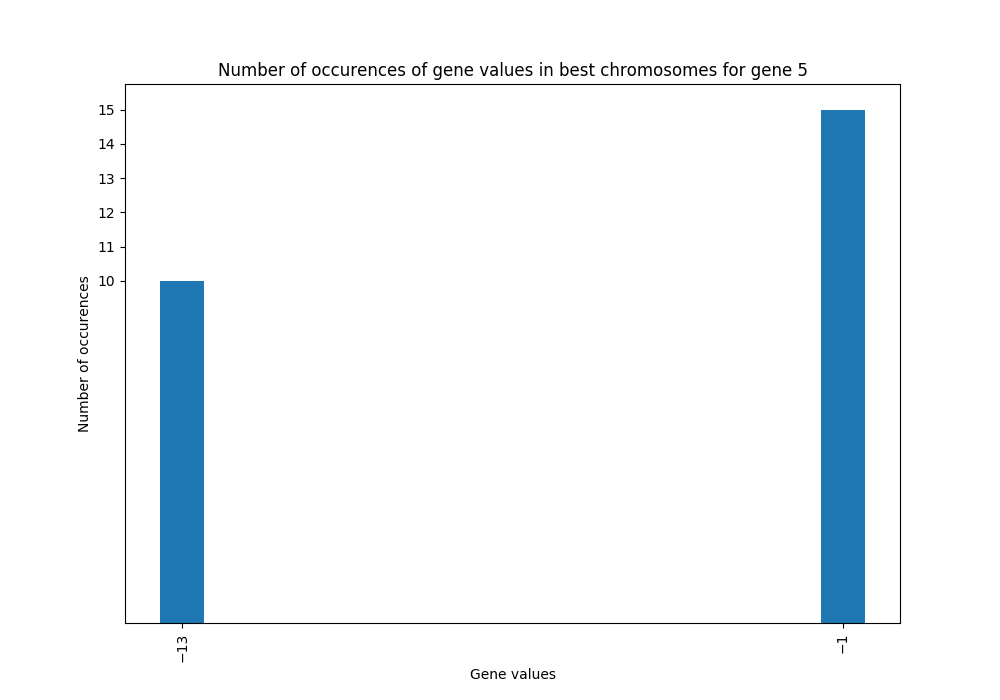 Number of occurences of gene values in best chromosomes for gene 5
15
14
13
12
11
10
Number of occurences
−13
−1
Gene values